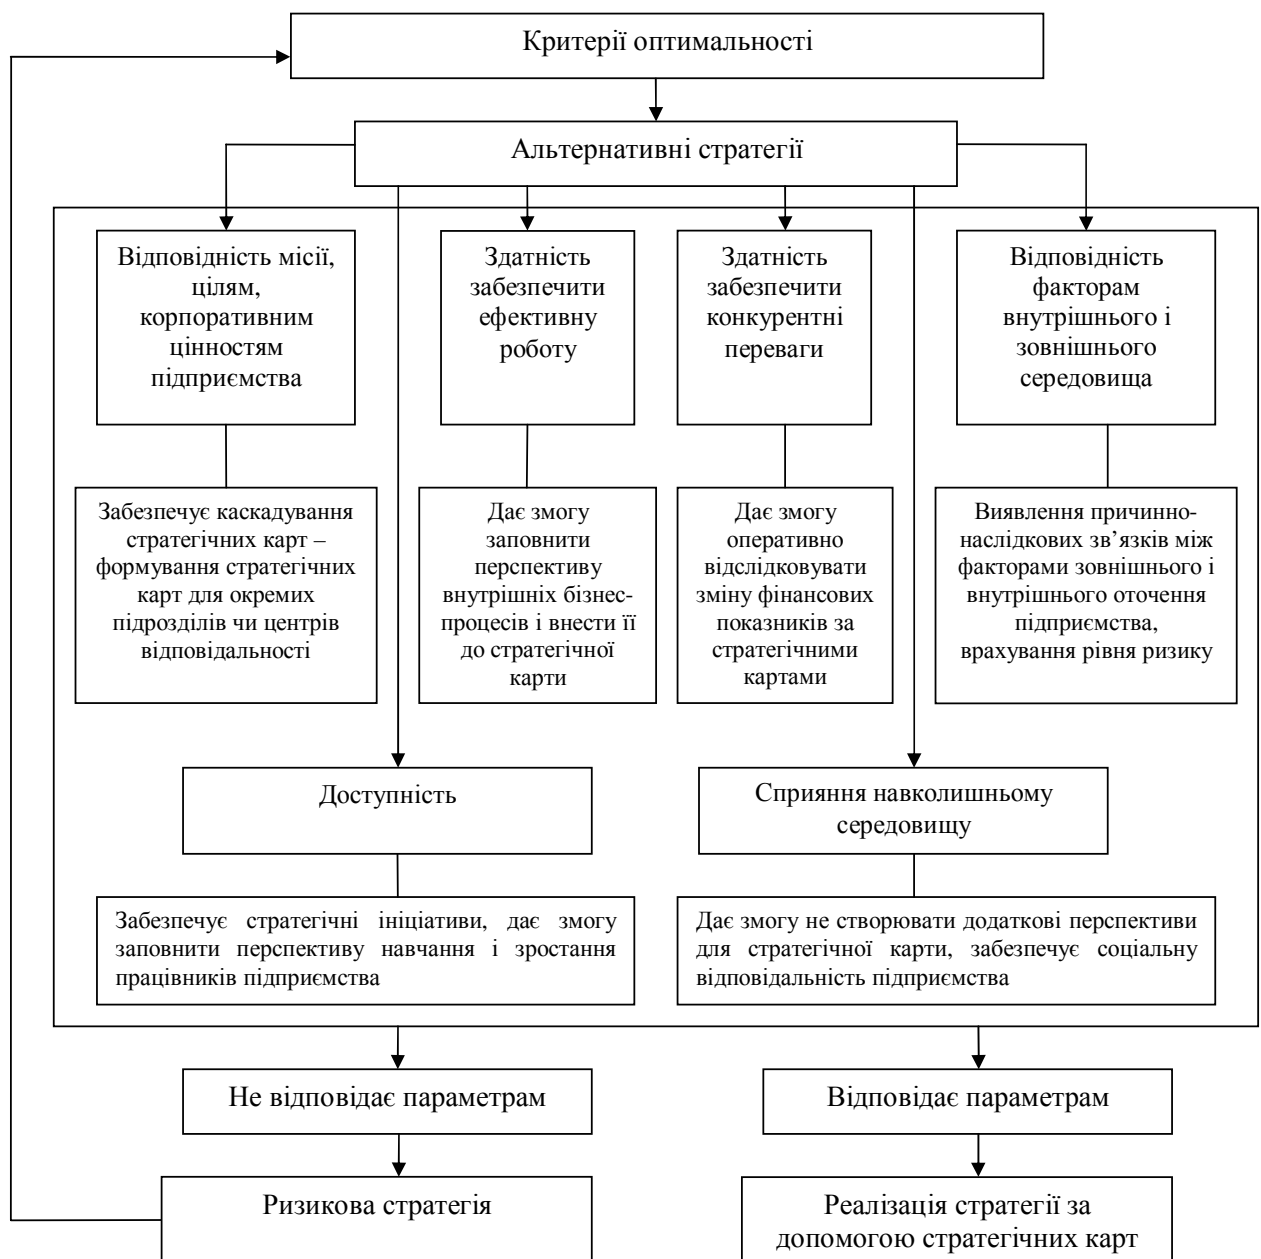 Критерії оптимальності
Альтернативні стратегії
Відповідність місії,
цілям,
корпоративним
цінностям
підприємства
Здатність
забезпечити
ефективну
роботу
Здатність
забезпечити
конкурентні
переваги
Відповідність
факторам
внутрішнього і
зовнішнього
середовища
Забезпечує каскадування
стратегічних карт –
формування стратегічних
карт для окремих
підрозділів чи центрів
відповідальності
Дає змогу
заповнити
перспективу
внутрішніх бізнес-
процесів і внести її
до стратегічної
карти
Дає змогу
оперативно
відслідковувати
зміну фінансових
показників за
стратегічними
картами
Виявлення причинно-
наслідкових зв’язків між
факторами зовнішнього і
внутрішнього оточення
підприємства,
врахування рівня ризику
Доступність
Сприяння навколишньому
середовищу
Забезпечує стратегічні ініціативи, дає змогу
заповнити перспективу навчання і зростання
працівників підприємства
Дає змогу не створювати додаткові перспективи
для стратегічної карти, забезпечує соціальну
відповідальність підприємства
Не відповідає параметрам
Відповідає параметрам
Ризикова стратегія
Реалізація стратегії за
допомогою стратегічних карт